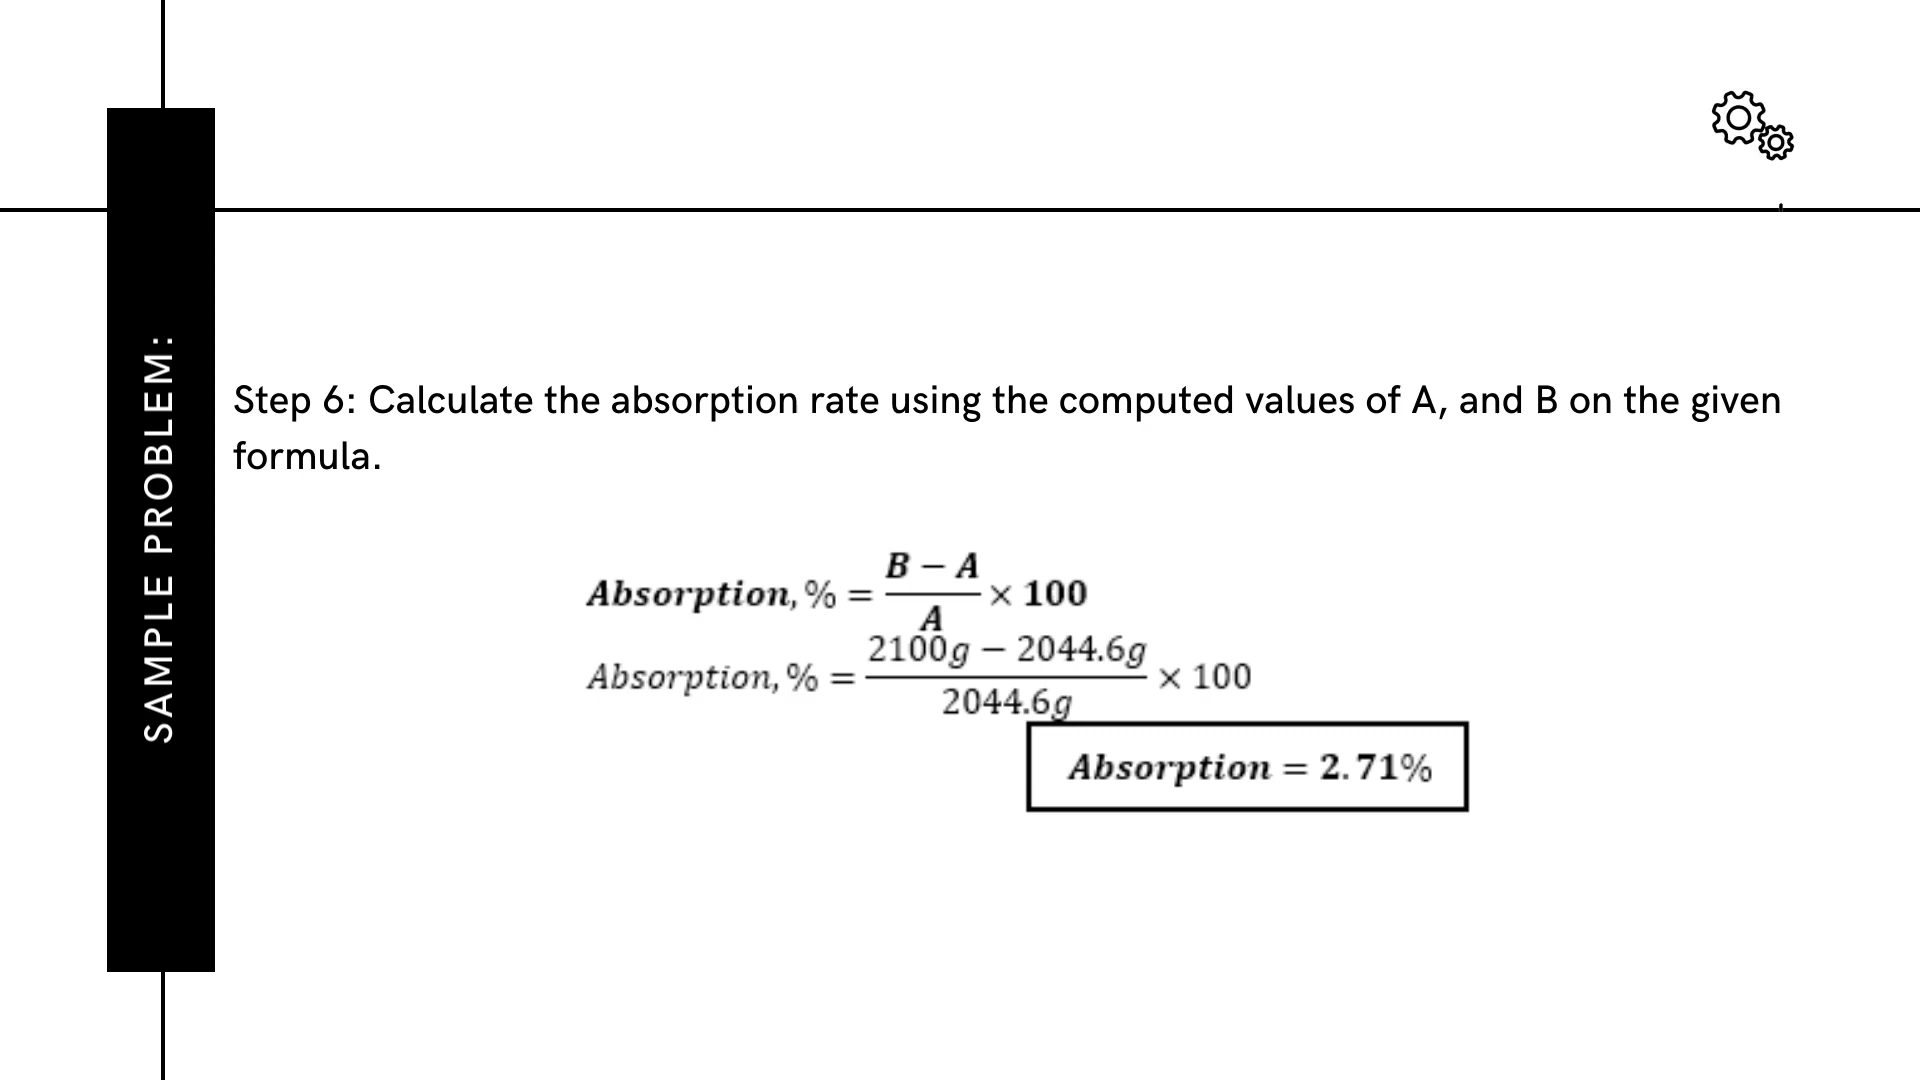 SAMPLE PROBLEM:
Step 6: Calculate the absorption rate using the computed values of A, and B on the given
formula.
Absorption, % = B − A / A × 100
Absorption, % = 2100g − 2044.6g / 2044.6g × 100
Absorption = 2.71%